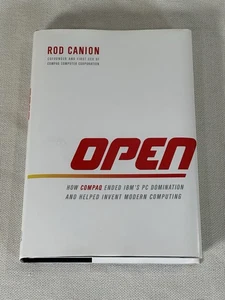 ROD CANION
COFOUNDER AND FIRST CEO OF
COMPAQ COMPUTER CORPORATION
OPEN
HOW COMPAQ ENDED IBM'S PC DOMINATION
AND HELPED INVENT MODERN COMPUTING